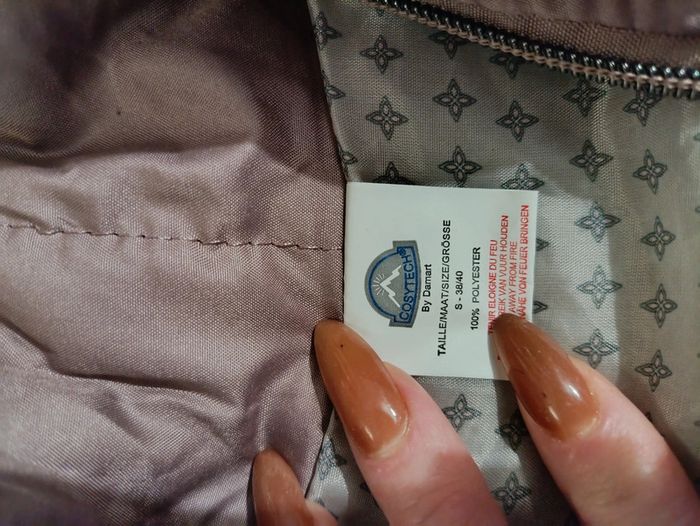 COSYTECH®
By Damart
TAILLE/MAAT/SIZE/GRÖSSE
S - 38/40
100% POLYESTER
ELOIGNE DU FEU
VAN VUUR HOUDEN
AWAY FROM FIRE
NÄHE VON FEUER BRINGEN